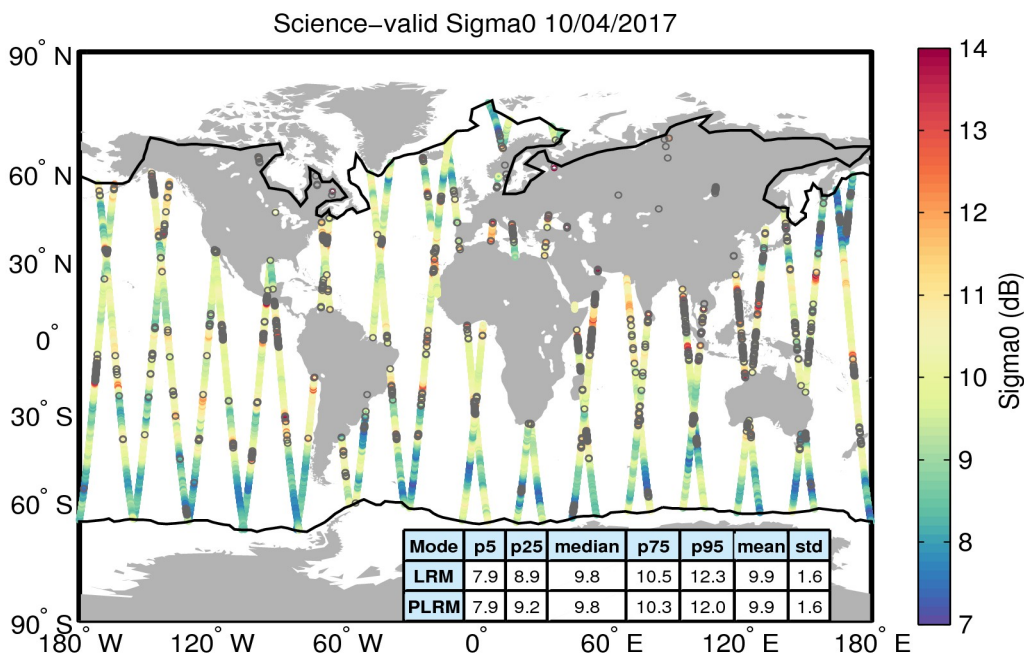 Science−valid Sigma0 10/04/2017
90° N
60° N
30° N
0°
30° S
60° S
90° S
180° W
120° W
60° W
0°
60° E
120° E
180° E
Mode p5 p25 median p75 p95 mean std
LRM 7.9 8.9 9.8 10.5 12.3 9.9 1.6
PLRM 7.9 9.2 9.8 10.3 12.0 9.9 1.6
14
13
12
11
10
9
8
7
Sigma0 (dB)